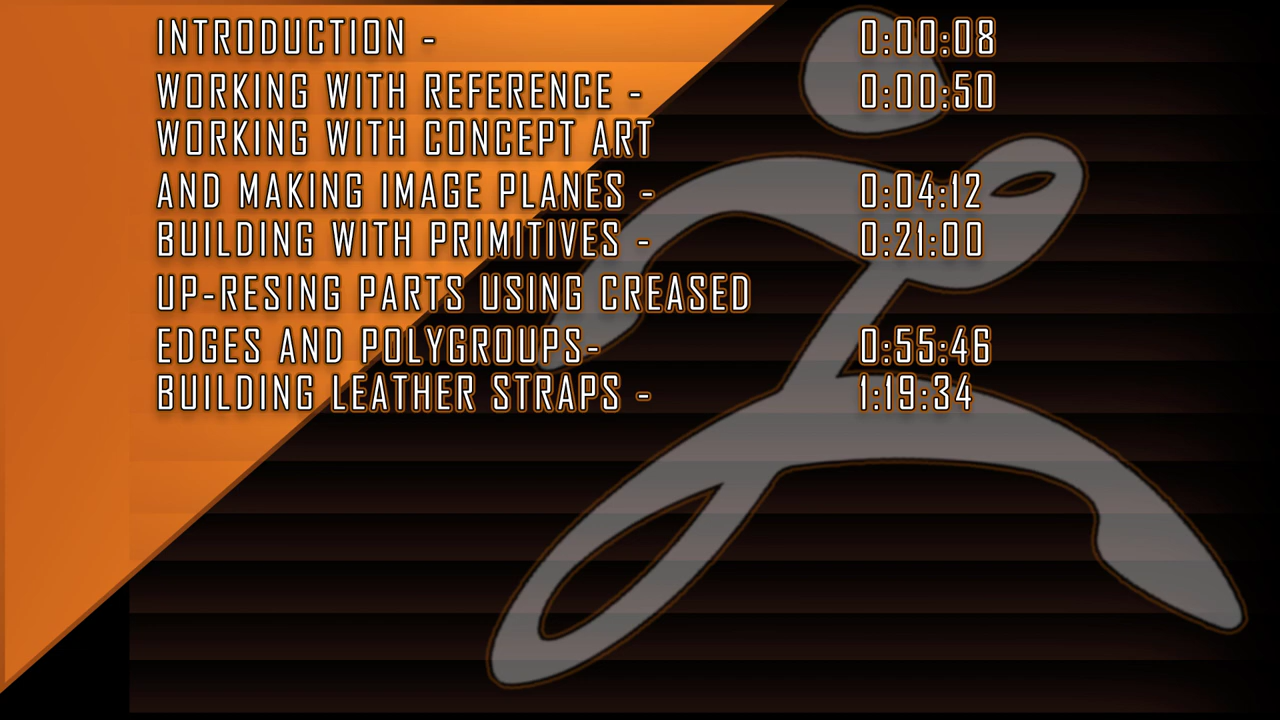 INTRODUCTION - 0:00:08
WORKING WITH REFERENCE - 0:00:50
WORKING WITH CONCEPT ART
AND MAKING IMAGE PLANES - 0:04:12
BUILDING WITH PRIMITIVES - 0:21:00
UP-RESING PARTS USING CREASED
EDGES AND POLYGROUPS- 0:55:46
BUILDING LEATHER STRAPS - 1:19:34